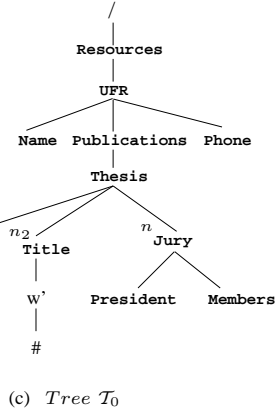 /
Resources
UFR
Name Publications Phone
Thesis
n₂ n
Title Jury
w' President Members
#
(c) Tree 𝒯₀